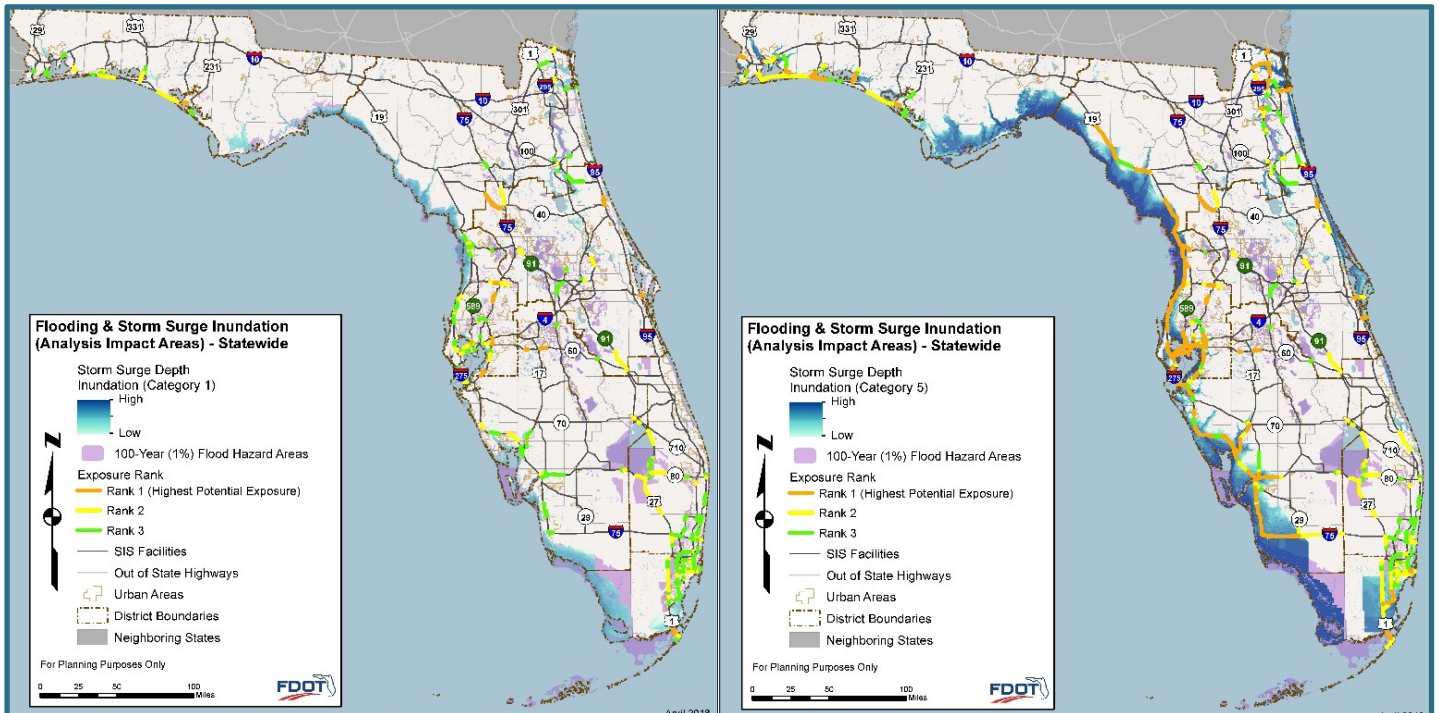 29
331
231
10
1
295
10
301
75
19
100
95
40
75
91
589
4
91
95
60
17
275
70
710
80
27
29
75
1
Flooding & Storm Surge Inundation
(Analysis Impact Areas) - Statewide
Storm Surge Depth
Inundation (Category 1)
High
Low
100-Year (1%) Flood Hazard Areas
Exposure Rank
Rank 1 (Highest Potential Exposure)
Rank 2
Rank 3
SIS Facilities
Out of State Highways
Urban Areas
District Boundaries
Neighboring States
N
For Planning Purposes Only
0 25 50 100
Miles
FDOT
29
331
231
10
1
295
10
301
75
19
100
95
40
75
91
589
4
91
95
60
17
275
70
710
80
27
29
75
1
Flooding & Storm Surge Inundation
(Analysis Impact Areas) - Statewide
Storm Surge Depth
Inundation (Category 5)
High
Low
100-Year (1%) Flood Hazard Areas
Exposure Rank
Rank 1 (Highest Potential Exposure)
Rank 2
Rank 3
SIS Facilities
Out of State Highways
Urban Areas
District Boundaries
Neighboring States
N
For Planning Purposes Only
0 25 50 100
Miles
FDOT